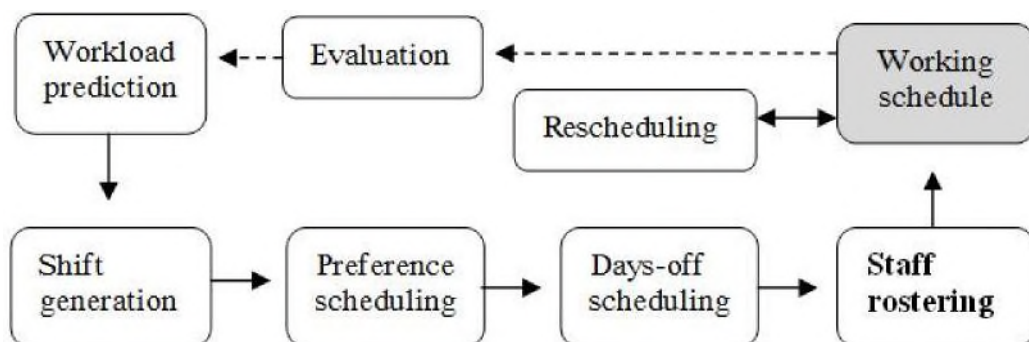 Workload
prediction
Evaluation
Working
schedule
Rescheduling
Shift
generation
Preference
scheduling
Days-off
scheduling
Staff
rostering